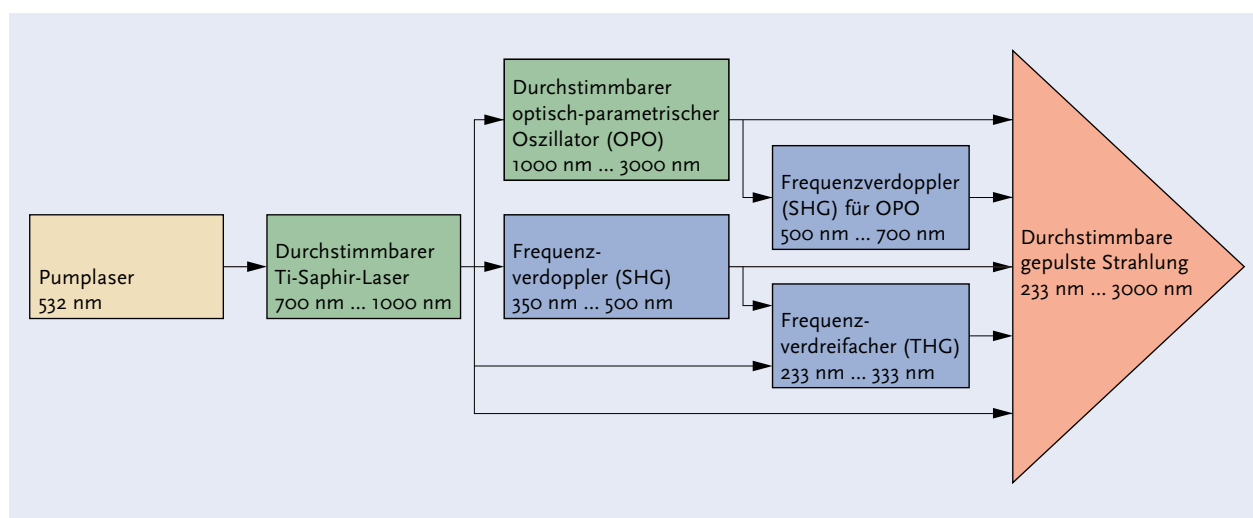 Pumplaser
532 nm
Durchstimmbarer
Ti-Saphir-Laser
700 nm ... 1000 nm
Durchstimmbarer
optisch-parametrischer
Oszillator (OPO)
1000 nm ... 3000 nm
Frequenz-
verdoppler (SHG)
350 nm ... 500 nm
Frequenzverdoppler
(SHG) für OPO
500 nm ... 700 nm
Frequenz-
verdreifacher (THG)
233 nm ... 333 nm
Durchstimmbare
gepulste Strahlung
233 nm ... 3000 nm